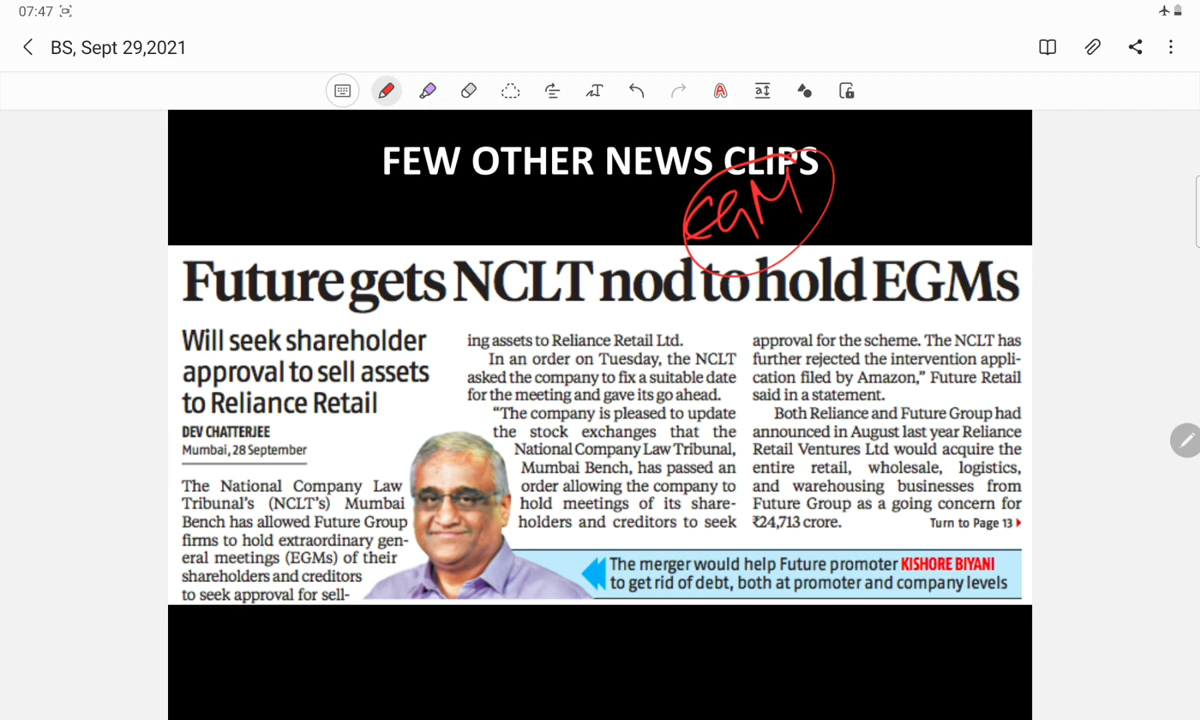 07:47
BS, Sept 29,2021
FEW OTHER NEWS CLIPS
EGM
Future gets NCLT nod to hold EGMs
Will seek shareholder
approval to sell assets
to Reliance Retail
DEV CHATTERJEE
Mumbai, 28 September
The National Company Law
Tribunal's (NCLT's) Mumbai
Bench has allowed Future Group
firms to hold extraordinary gen-
eral meetings (EGMs) of their
shareholders and creditors
to seek approval for sell-
ing assets to Reliance Retail Ltd.
In an order on Tuesday, the NCLT
asked the company to fix a suitable date
for the meeting and gave its go ahead.
“The company is pleased to update
the stock exchanges that the
National Company Law Tribunal,
Mumbai Bench, has passed an
order allowing the company to
hold meetings of its share-
holders and creditors to seek
approval for the scheme. The NCLT has
further rejected the intervention appli-
cation filed by Amazon,” Future Retail
said in a statement.
Both Reliance and Future Group had
announced in August last year Reliance
Retail Ventures Ltd would acquire the
entire retail, wholesale, logistics,
and warehousing businesses from
Future Group as a going concern for
₹24,713 crore. Turn to Page 13
The merger would help Future promoter KISHORE BIYANI
to get rid of debt, both at promoter and company levels